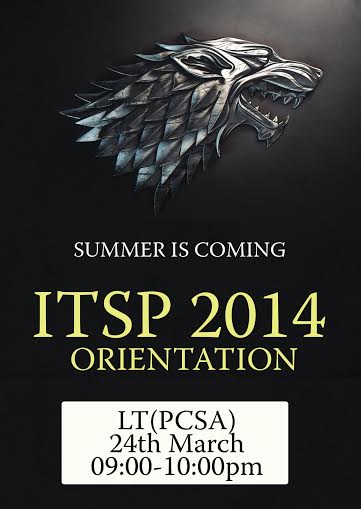 SUMMER IS COMING
ITSP 2014
ORIENTATION
LT(PCSA)
24th March
09:00-10:00pm